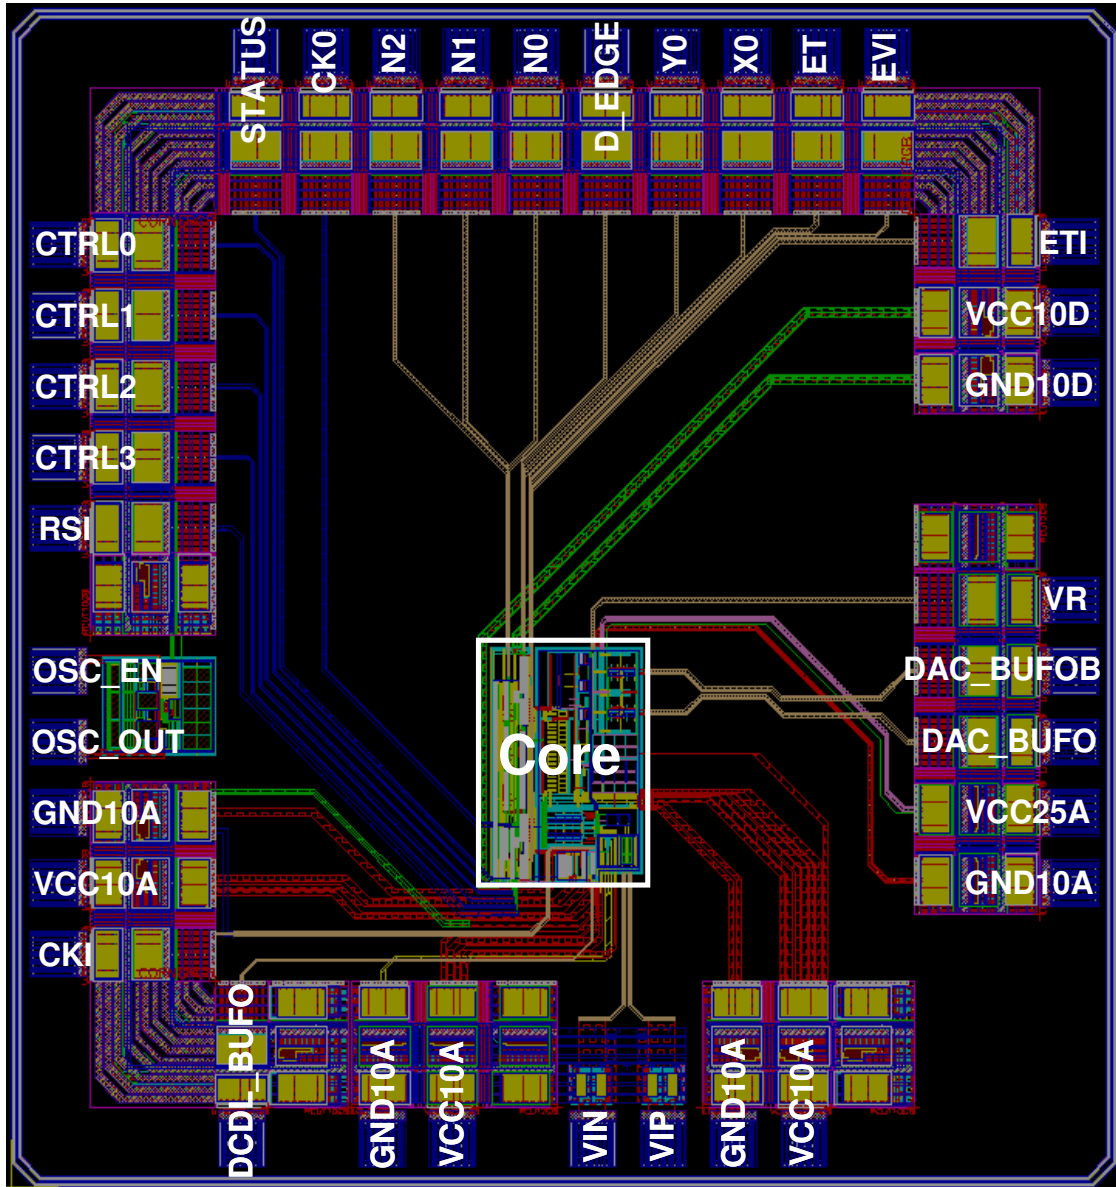 STATUS
CK0
N2
N1
N0
D_EDGE
Y0
X0
ET
EVI
CTRL0
CTRL1
CTRL2
CTRL3
RSI
OSC_EN
OSC_OUT
GND10A
VCC10A
CKI
ETI
VCC10D
GND10D
VR
DAC_BUFOB
DAC_BUFO
VCC25A
GND10A
Core
DCDL_BUFO
GND10A
VCC10A
VIN
VIP
GND10A
VCC10A